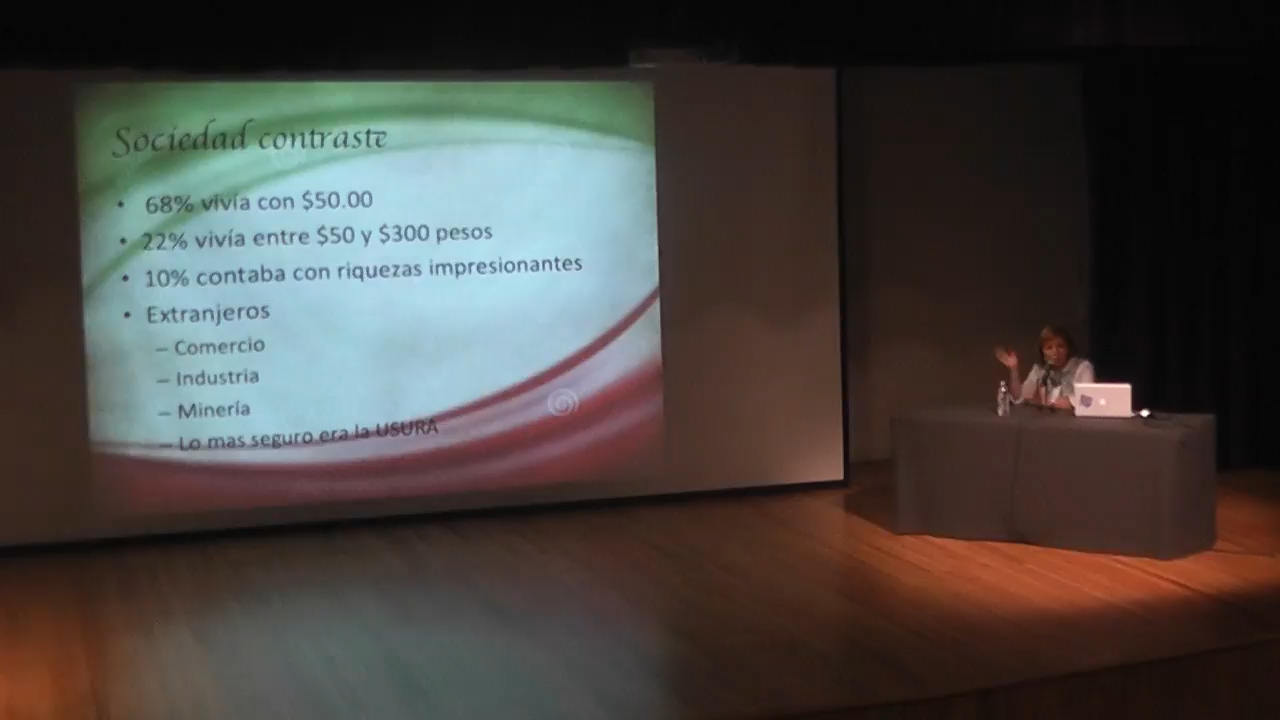 Sociedad contraste
• 68% vivía con $50.00
• 22% vivía entre $50 y $300 pesos
• 10% contaba con riquezas impresionantes
• Extranjeros
– Comercio
– Industria
– Minería
– Lo mas seguro era la USURA